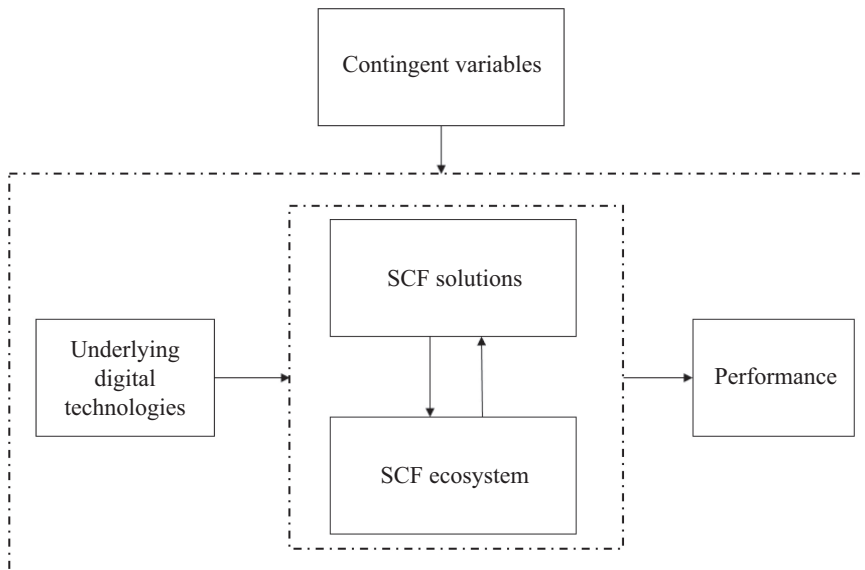 Contingent variables
SCF solutions
Underlying
digital
technologies
Performance
SCF ecosystem